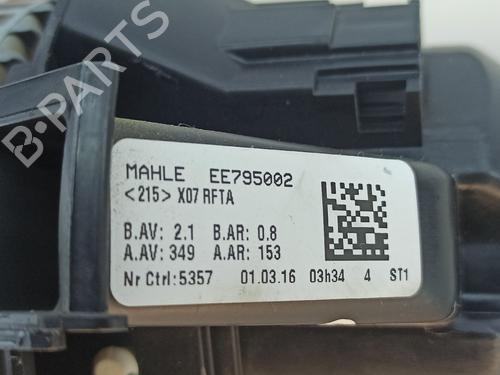 B-PARTS
MAHLE EE795002
<215> X07 RFTA
B.AV: 2.1 B.AR: 0.8
A.AV: 349 A.AR: 153
Nr Ctrl:5357 01.03.16 03h34 4 ST1